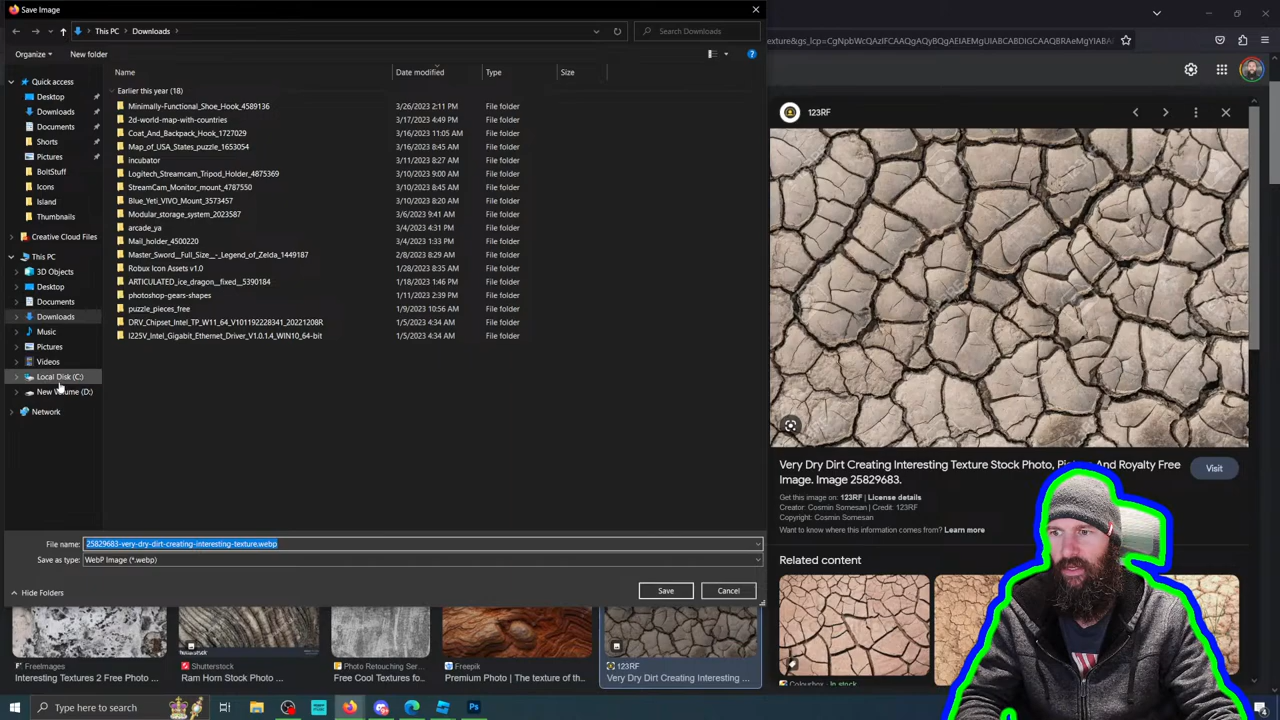 Save Image
This PC > Downloads >
Search Downloads
exture&gs_lcp=CgNpbWcQAzIFCAAQgAQyBQgAEIAEMgUIABCABDIGCAAQBRAeMgYIA
Organize
New folder
Name
Date modified
Type
Size
Quick access
Desktop
Downloads
Documents
Shorts
Pictures
BoltStuff
Icons
Island
Thumbnails
Creative Cloud Files
This PC
3D Objects
Desktop
Documents
Downloads
Music
Pictures
Videos
Local Disk (C:)
New Volume (D:)
Network
Earlier this year (18)
Minimally-Functional_Shoe_Hook_4589136 3/26/2023 2:11 PM File folder
2d-world-map-with-countries 3/17/2023 4:49 PM File folder
Coat_And_Backpack_Hook_1727029 3/16/2023 11:05 AM File folder
Map_of_USA_States_puzzle_1653054 3/16/2023 8:45 AM File folder
incubator 3/11/2023 8:27 AM File folder
Logitech_Streamcam_Tripod_Holder_4875369 3/10/2023 9:00 AM File folder
StreamCam_Monitor_mount_4787550 3/10/2023 8:45 AM File folder
Blue_Yeti_VIVO_Mount_3573457 3/10/2023 8:20 AM File folder
Modular_storage_system_2023587 3/6/2023 9:41 AM File folder
arcade_ya 3/4/2023 4:31 PM File folder
Mail_holder_4500220 3/4/2023 1:33 PM File folder
Master_Sword__Full_Size__-_Legend_of_Zelda_1449187 2/8/2023 8:29 AM File folder
Robux Icon Assets v1.0 1/28/2023 8:35 AM File folder
ARTICULATED_ice_dragon__fixed__5390184 1/18/2023 1:46 PM File folder
photoshop-gears-shapes 1/11/2023 2:39 PM File folder
puzzle_pieces_free 1/9/2023 10:56 AM File folder
DRV_Chipset_Intel_TP_W11_64_V101192228341_20221208R 1/5/2023 4:34 AM File folder
I225V_Intel_Gigabit_Ethernet_Driver_V1.0.1.4_WIN10_64-bit 1/5/2023 4:34 AM File folder
File name: 25829683-very-dry-dirt-creating-interesting-texture.webp
Save as type: WebP Image (*.webp)
Hide Folders
Save
Cancel
123RF
Very Dry Dirt Creating Interesting Texture Stock Photo, Pic
And Royalty Free
Image. Image 25829683.
Visit
Get this image on: 123RF | License details
Creator: Cosmin Somesan | Credit: 123RF
Copyright: Cosmin Somesan
Want to know where this information comes from? Learn more
Related content
Colourbox · In stock
FreeImages
Interesting Textures 2 Free Photo ...
Shutterstock
Ram Horn Stock Photo ...
Photo Retouching Ser...
Free Cool Textures fo...
Freepik
Premium Photo | The texture of th...
123RF
Very Dry Dirt Creating Interesting ...
Type here to search
Ps